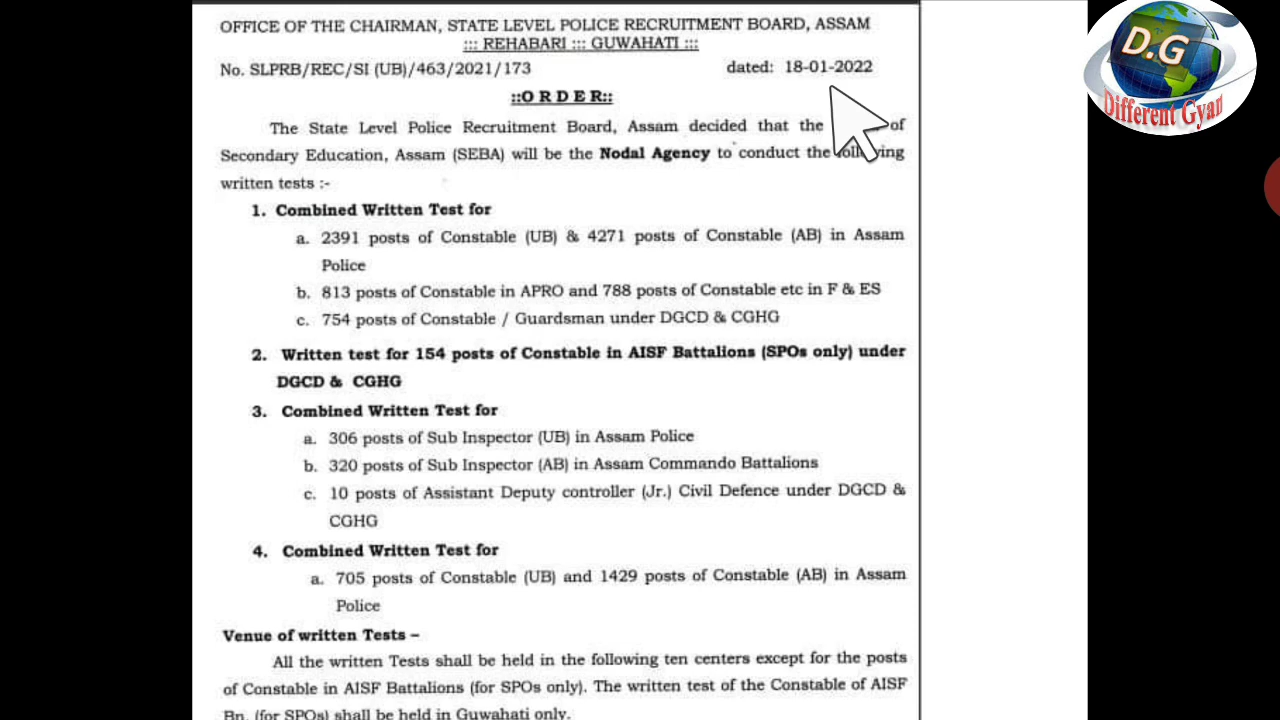 OFFICE OF THE CHAIRMAN, STATE LEVEL POLICE RECRUITMENT BOARD, ASSAM
::: REHABARI ::: GUWAHATI :::
No. SLPRB/REC/SI (UB)/463/2021/173 dated: 18-01-2022
::O R D E R::
The State Level Police Recruitment Board, Assam decided that the of
Secondary Education, Assam (SEBA) will be the Nodal Agency to conduct the following
written tests :-
1. Combined Written Test for
a. 2391 posts of Constable (UB) & 4271 posts of Constable (AB) in Assam
Police
b. 813 posts of Constable in APRO and 788 posts of Constable etc in F & ES
c. 754 posts of Constable / Guardsman under DGCD & CGHG
2. Written test for 154 posts of Constable in AISF Battalions (SPOs only) under
DGCD & CGHG
3. Combined Written Test for
a. 306 posts of Sub Inspector (UB) in Assam Police
b. 320 posts of Sub Inspector (AB) in Assam Commando Battalions
c. 10 posts of Assistant Deputy controller (Jr.) Civil Defence under DGCD &
CGHG
4. Combined Written Test for
a. 705 posts of Constable (UB) and 1429 posts of Constable (AB) in Assam
Police
Venue of written Tests –
All the written Tests shall be held in the following ten centers except for the posts
of Constable in AISF Battalions (for SPOs only). The written test of the Constable of AISF
Bn. (for SPOs) shall be held in Guwahati only.
D.G
Different Gyan